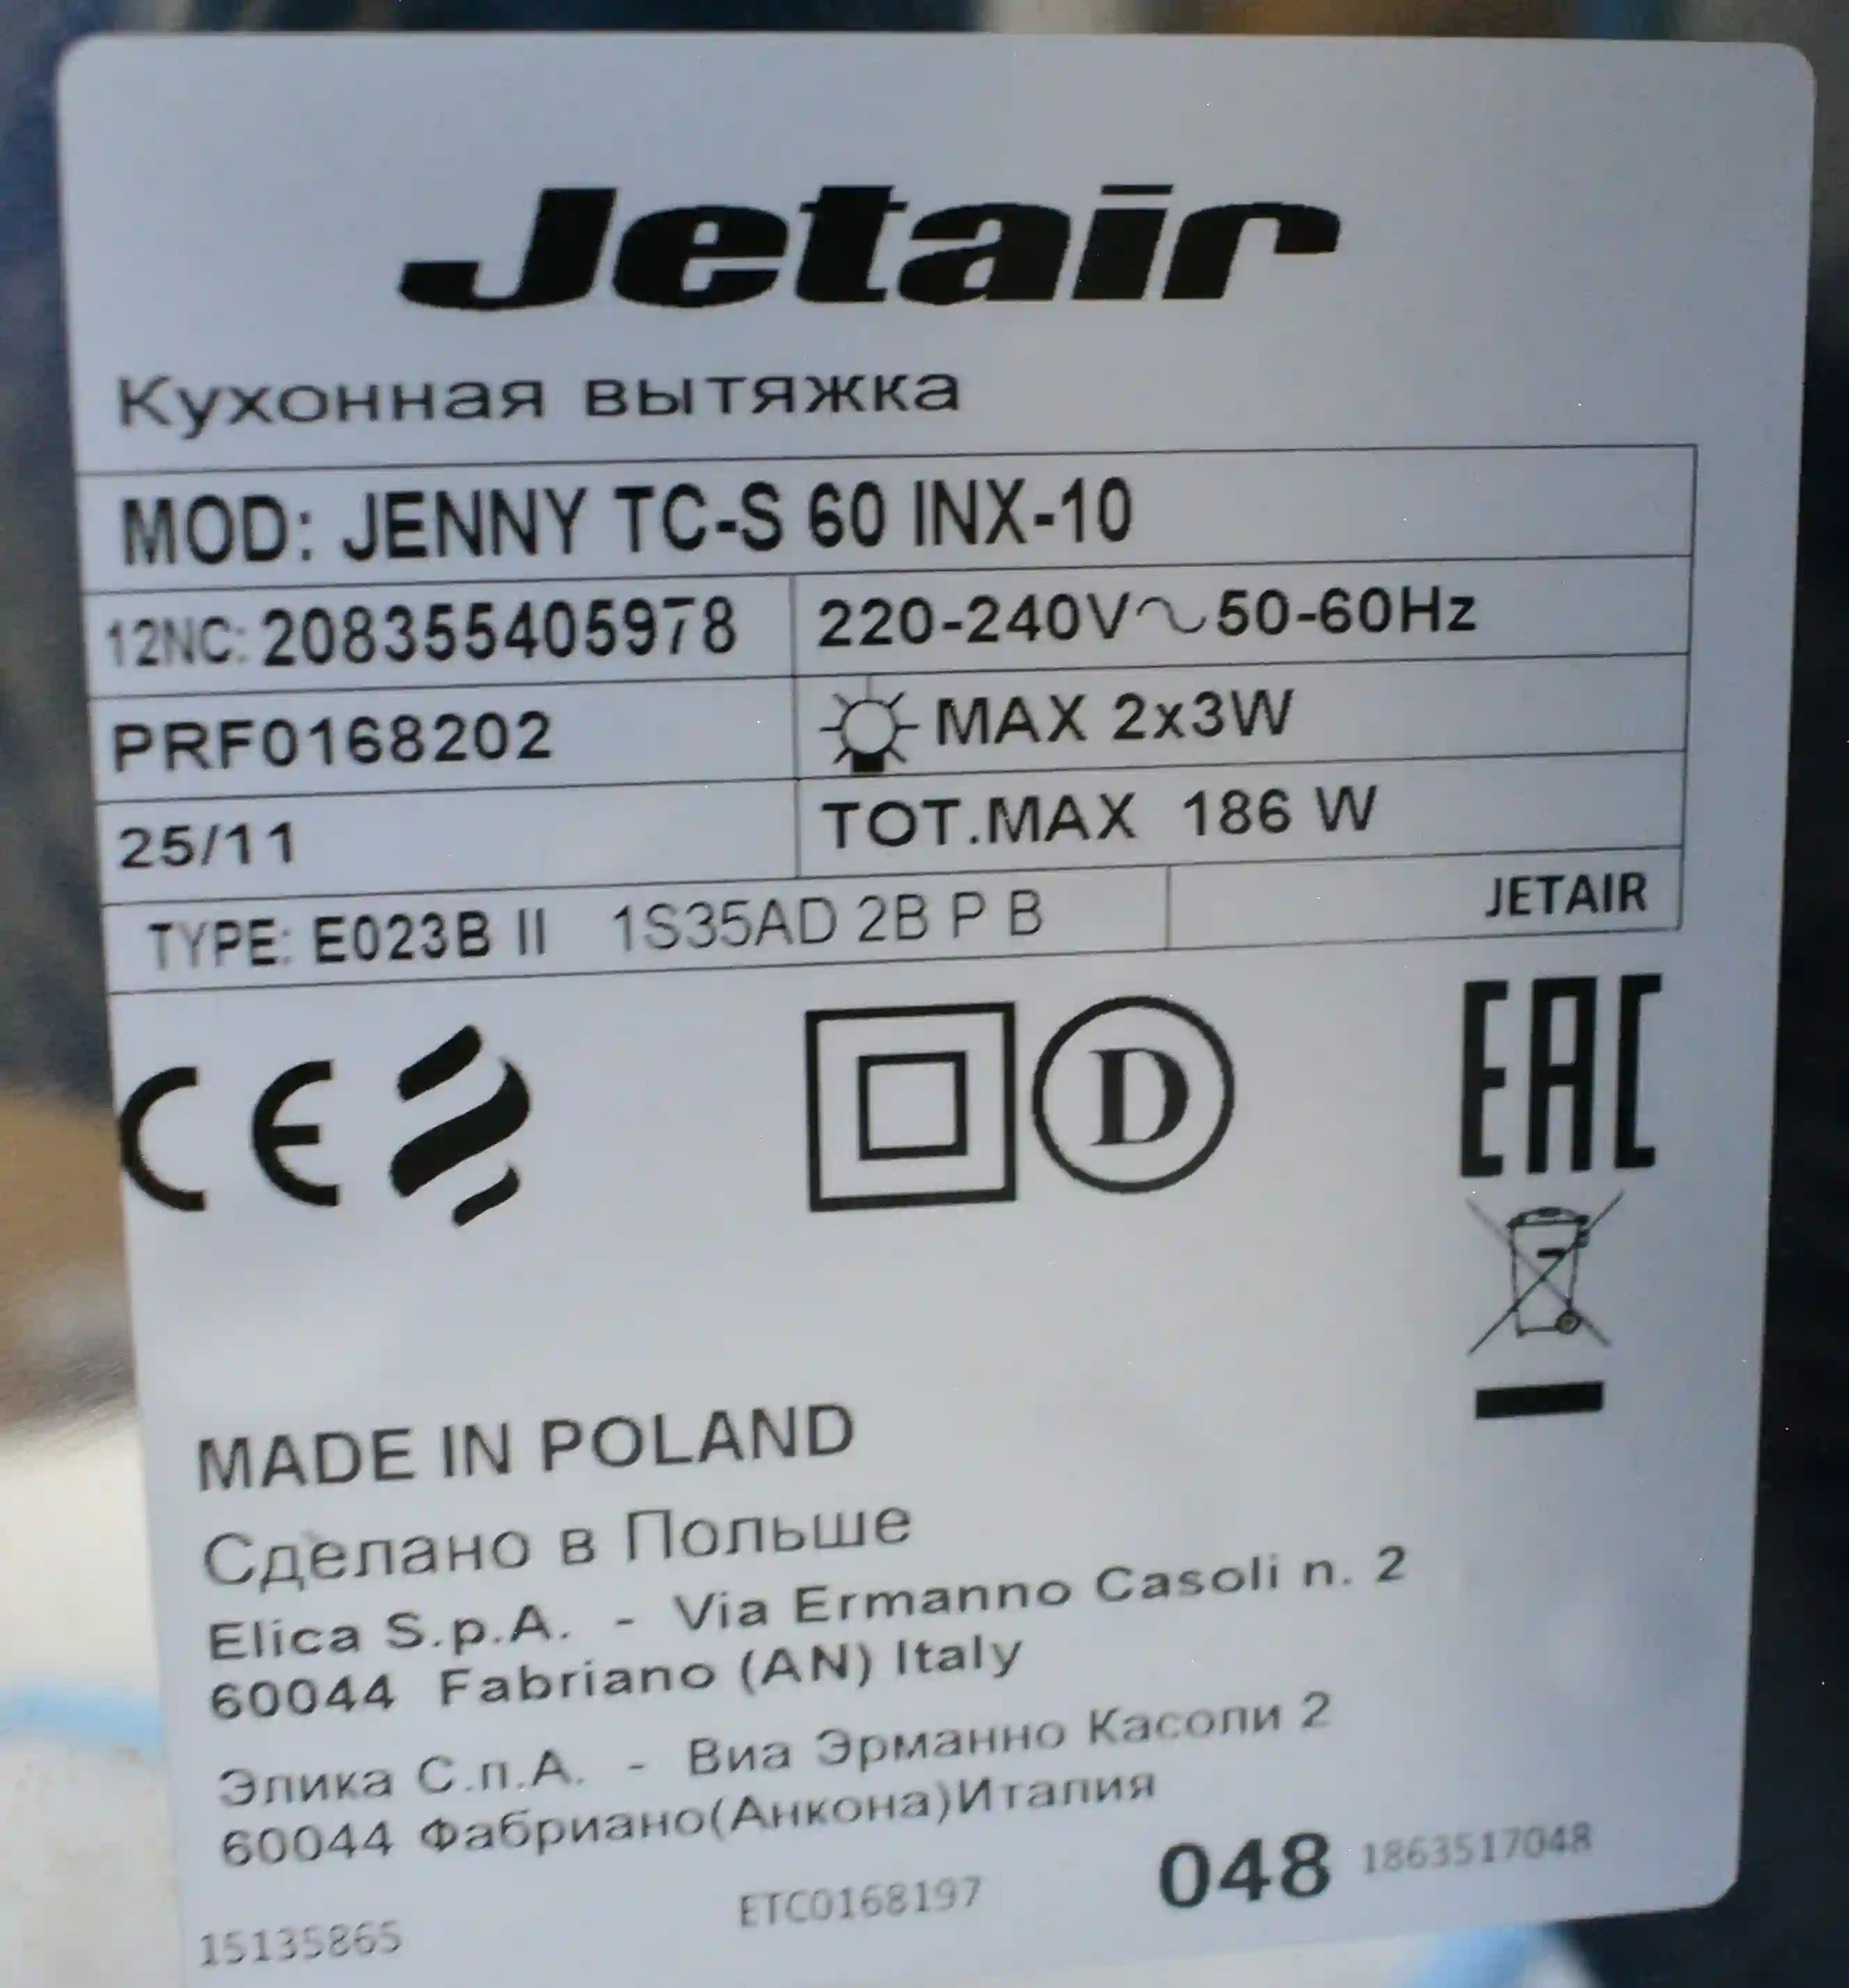 Jetair
Кухонная вытяжка
MOD: JENNY TC-S 60 INX-10
12NC: 208355405978 220-240V~50-60Hz
PRF0168202 MAX 2x3W
25/11 TOT.MAX 186 W
TYPE: E023B II 1S35AD 2B P B JETAIR
CE D EAC
MADE IN POLAND
Сделано в Польше
Elica S.p.A. - Via Ermanno Casoli n. 2
60044 Fabriano (AN) Italy
Элика С.п.А. - Виа Эрманно Касоли 2
60044 Фабриано(Анкона)Италия
048 1863517048
15135865 ETC0168197